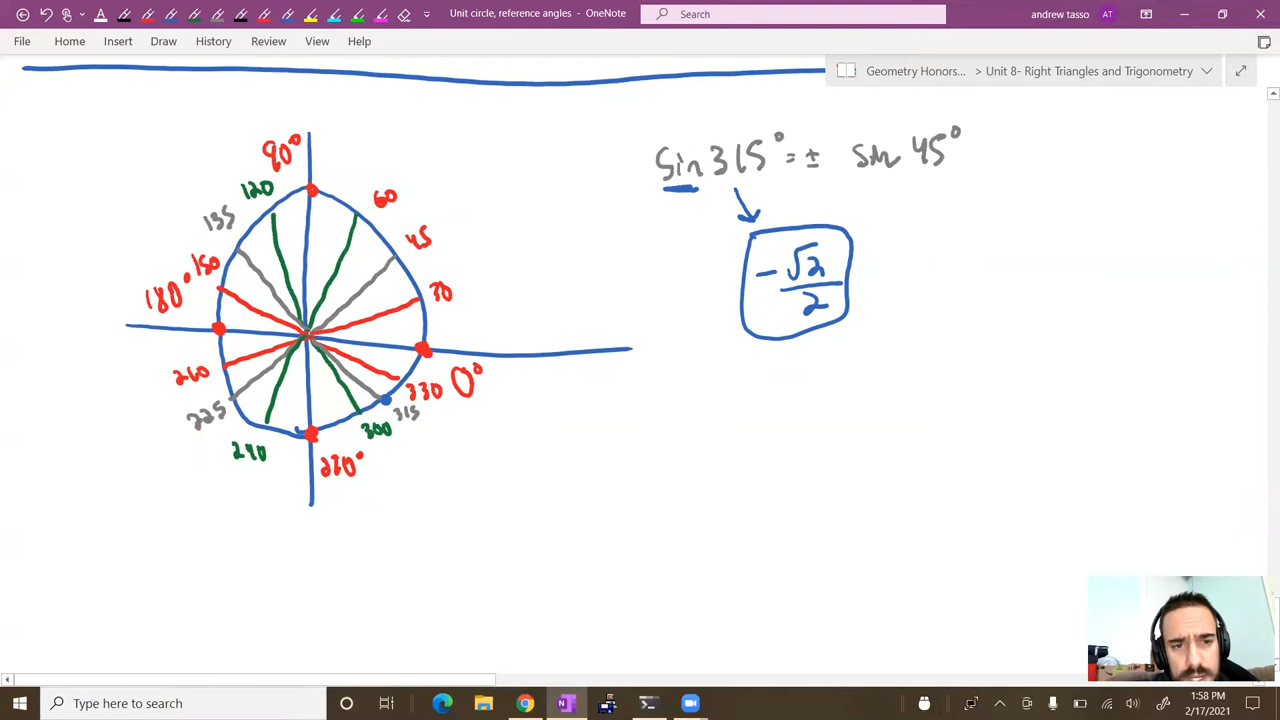 Unit circle, reference angles - OneNote
Search
andrew tasso
AT
File Home Insert Draw History Review View Help
Geometry Honors... > Unit 8- Right Triangles and Trigonometry
90°
120
60
135
45
150
30
180°
0°
260
330
225
315
300
240
270°
sin 315° = ± sin 45°
-√2/2
Type here to search
1:58 PM
2/17/2021